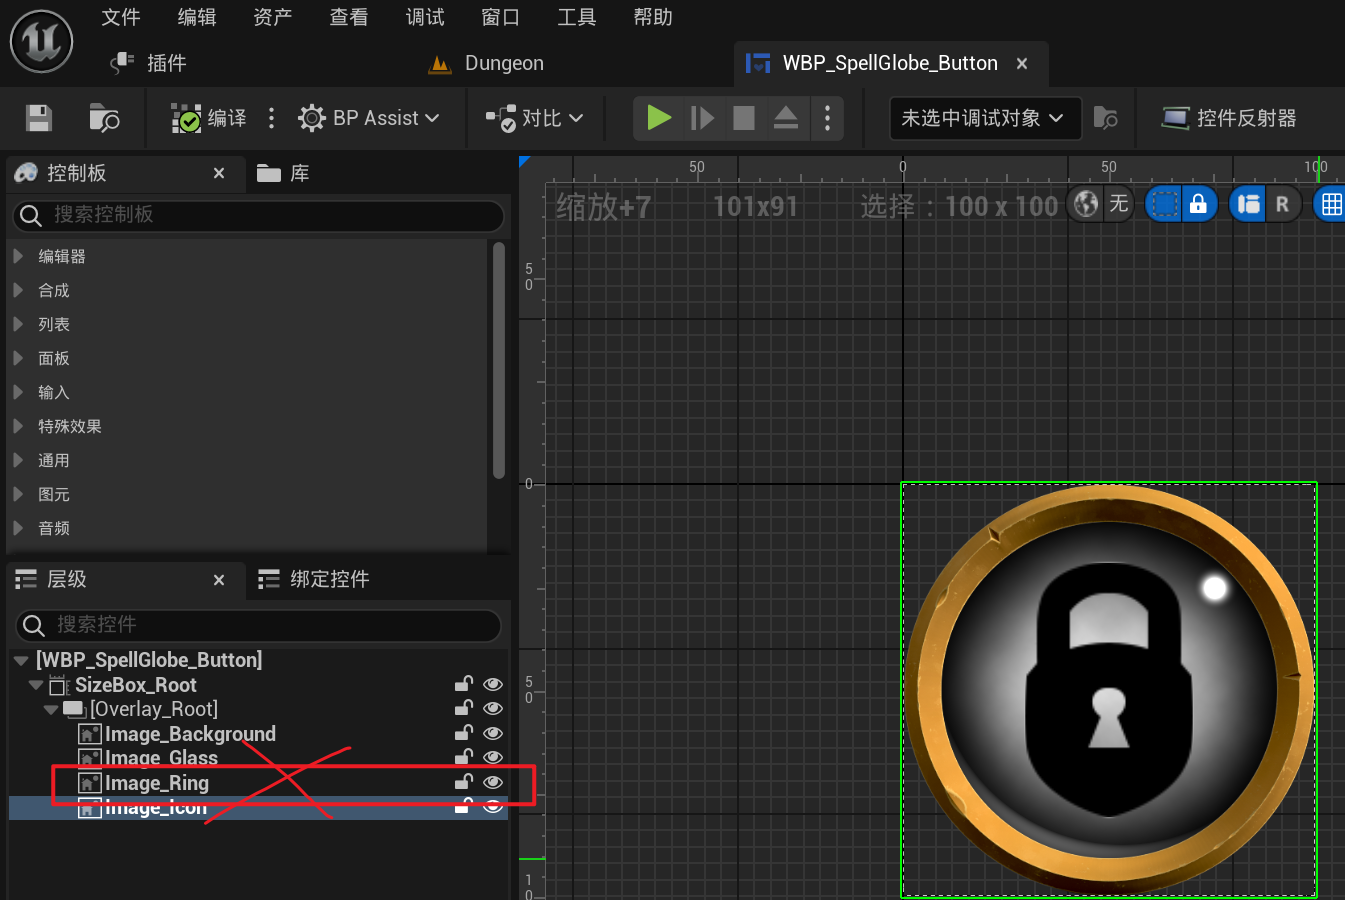 文件 编辑 资产 查看 调试 窗口 工具 帮助
插件 Dungeon WBP_SpellGlobe_Button
编译 BP Assist 对比 未选中调试对象 控件反射器
控制板 库
搜索控制板
编辑器
合成
列表
面板
输入
特殊效果
通用
图元
音频
层级 绑定控件
搜索控件
[WBP_SpellGlobe_Button]
SizeBox_Root
[Overlay_Root]
Image_Background
Image_Glass
Image_Ring
Image_Icon
50 0 50 100
缩放+7 101x91 选择：100 x 100 无 R
50
0
50
10